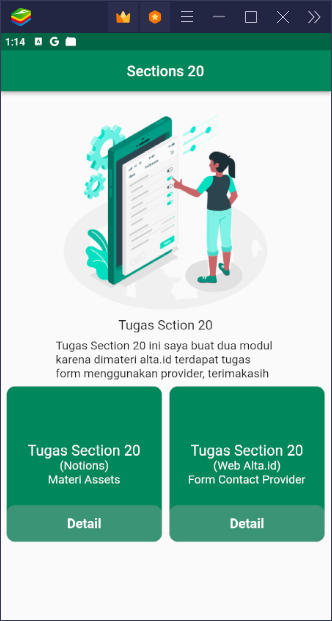 1:14
Sections 20
Tugas Sction 20
Tugas Section 20 ini saya buat dua modul
karena dimateri alta.id terdapat tugas
form menggunakan provider, terimakasih
Tugas Section 20
(Notions)
Materi Assets
Detail
Tugas Section 20
(Web Alta.id)
Form Contact Provider
Detail